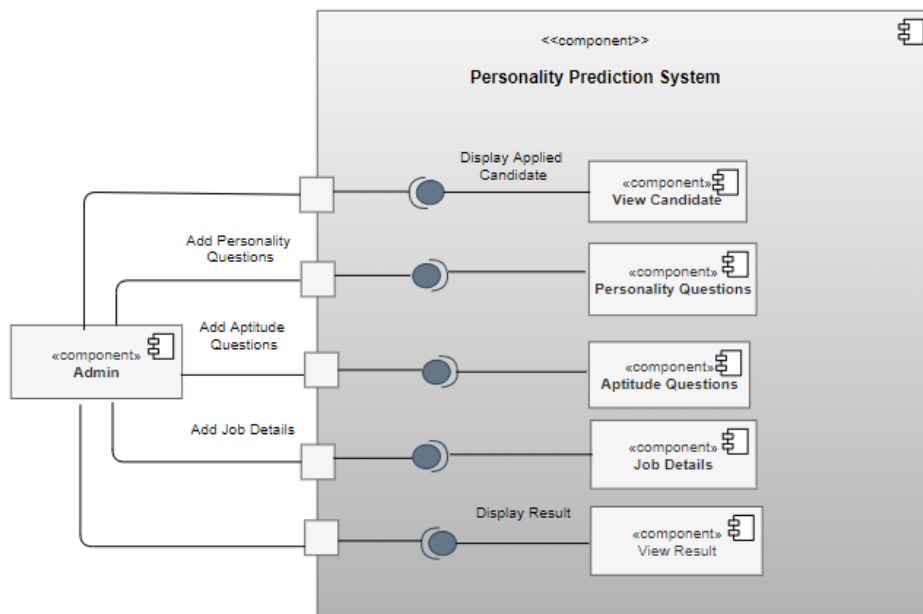 <<component>>
Personality Prediction System
Display Applied
Candidate
«component»
View Candidate
Add Personality
Questions
«component»
Personality Questions
Add Aptitude
Questions
«component»
Admin
«component»
Aptitude Questions
Add Job Details
«component»
Job Details
Display Result
«component»
View Result